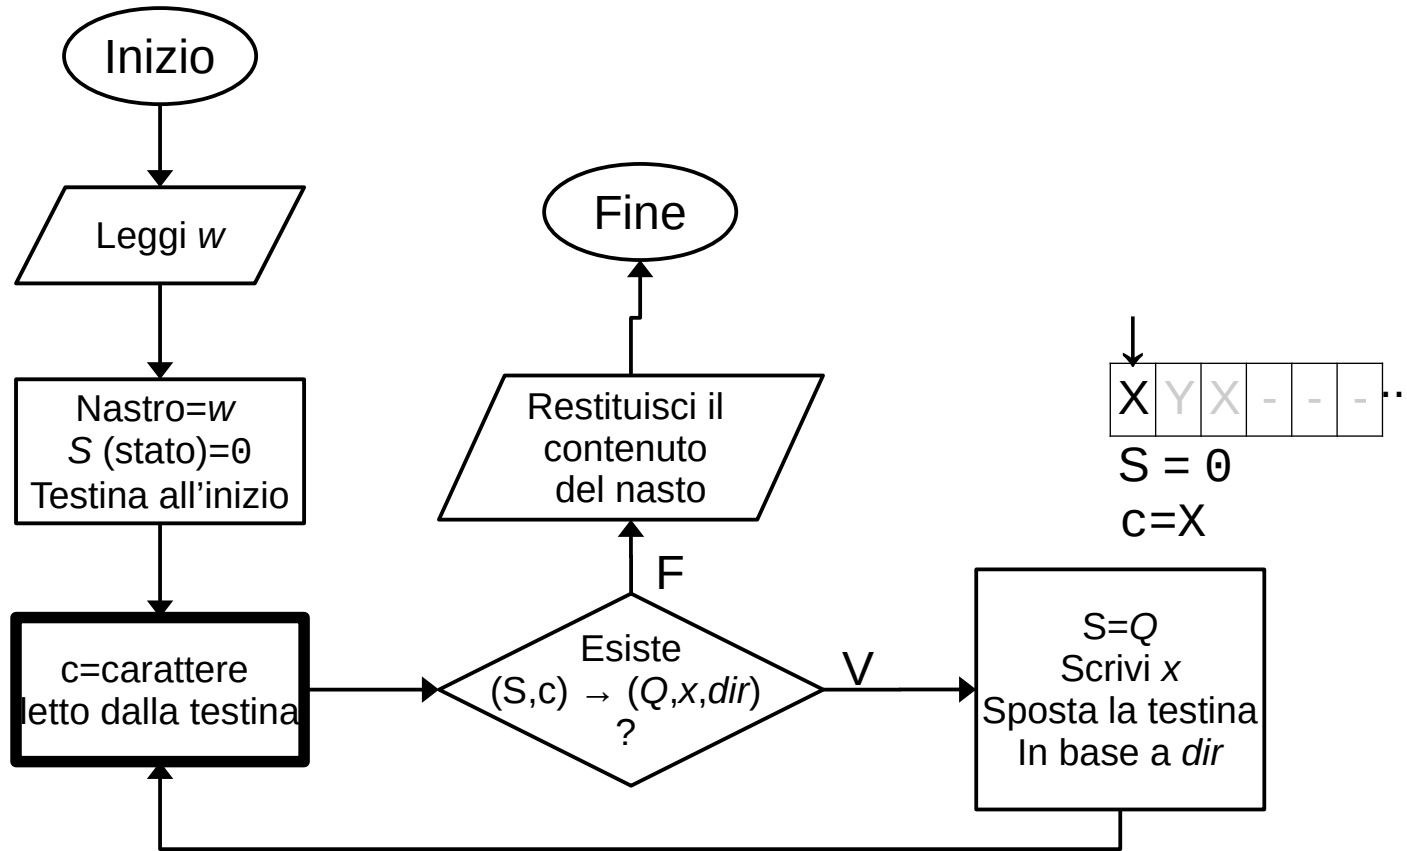 Inizio
Leggi w
Nastro=w
S (stato)=0
Testina all’inizio
c=carattere
letto dalla testina
Fine
Restituisci il
contenuto
del nasto
F
Esiste
(S,c) → (Q,x,dir)
?
V
X Y X - - - ..
S = 0
c=X
S=Q
Scrivi x
Sposta la testina
In base a dir